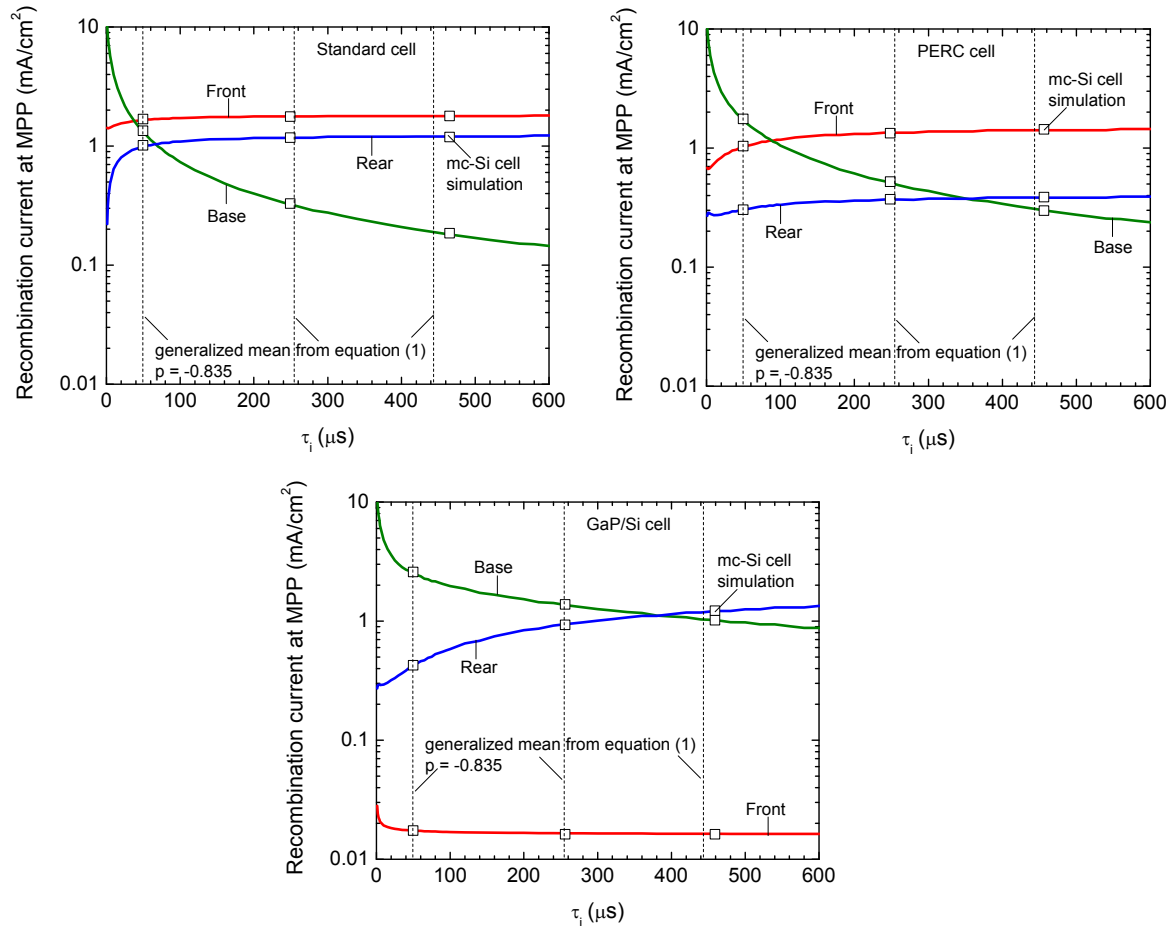 Standard cell
Recombination current at MPP (mA/cm²)
10
1
0.1
0.01
Front
Rear
Base
mc-Si cell
simulation
generalized mean from equation (1)
p = -0.835
0 100 200 300 400 500 600
τi (μs)
PERC cell
Recombination current at MPP (mA/cm²)
10
1
0.1
0.01
mc-Si cell
simulation
Front
Rear
Base
generalized mean from equation (1)
p = -0.835
0 100 200 300 400 500 600
τi (μs)
GaP/Si cell
Recombination current at MPP (mA/cm²)
10
1
0.1
0.01
mc-Si cell
simulation
Base
Rear
generalized mean from equation (1)
p = -0.835
Front
0 100 200 300 400 500 600
τi (μs)